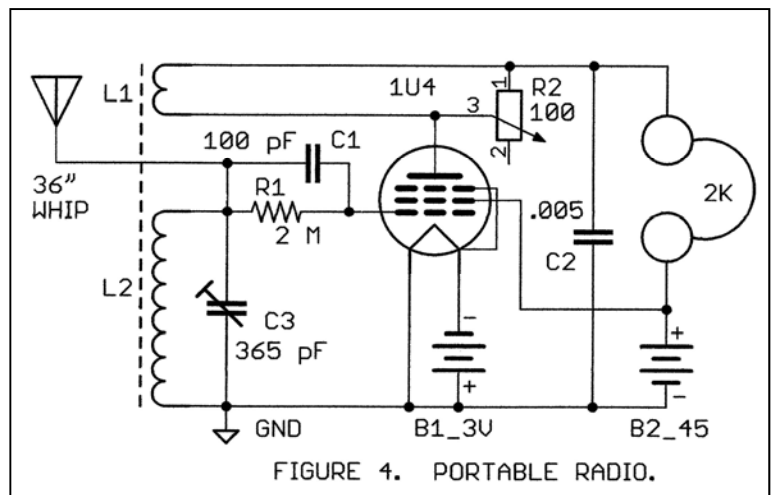 1U4
L1
1
R2
3
100
2
100 pF
C1
36”
WHIP
R1
2 M
.005
2K
C2
L2
C3
365 pF
-
+
+
-
GND
B1_3V
B2_45
FIGURE 4. PORTABLE RADIO.